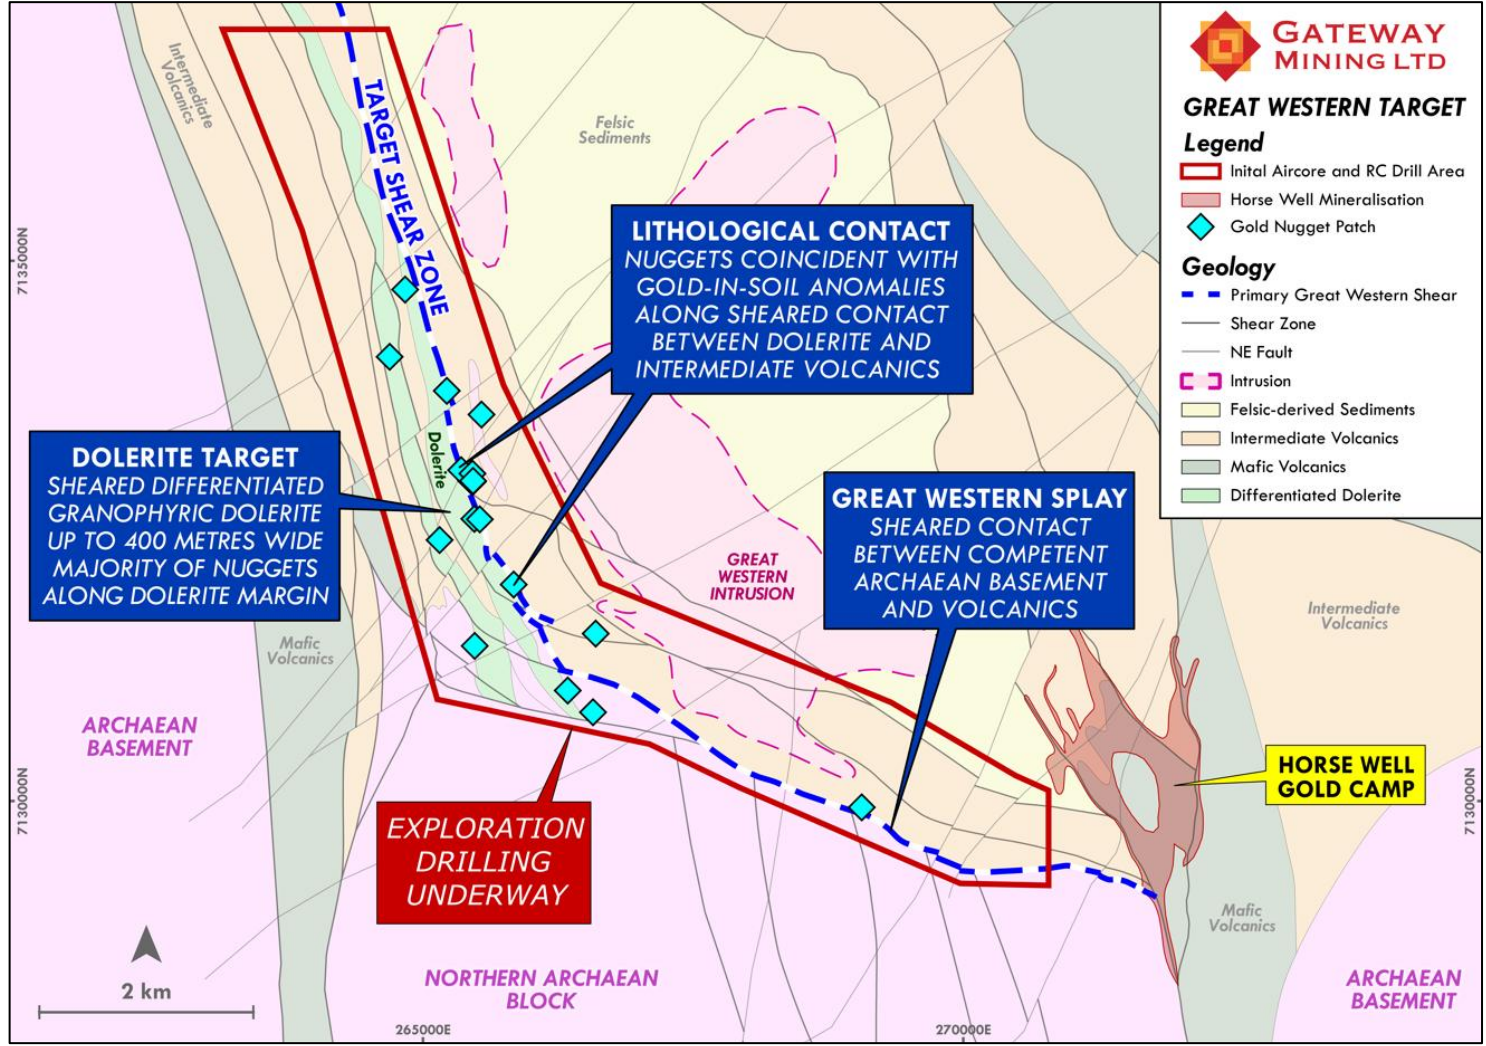 GATEWAY
MINING LTD
GREAT WESTERN TARGET
Legend
Inital Aircore and RC Drill Area
Horse Well Mineralisation
Gold Nugget Patch
Geology
Primary Great Western Shear
Shear Zone
NE Fault
Intrusion
Felsic-derived Sediments
Intermediate Volcanics
Mafic Volcanics
Differentiated Dolerite
Intermediate
Volcanics
TARGET SHEAR ZONE
Felsic
Sediments
7135000N
LITHOLOGICAL CONTACT
NUGGETS COINCIDENT WITH
GOLD-IN-SOIL ANOMALIES
ALONG SHEARED CONTACT
BETWEEN DOLERITE AND
INTERMEDIATE VOLCANICS
DOLERITE TARGET
SHEARED DIFFERENTIATED
GRANOPHYRIC DOLERITE
UP TO 400 METRES WIDE
MAJORITY OF NUGGETS
ALONG DOLERITE MARGIN
Dolerite
GREAT WESTERN SPLAY
SHEARED CONTACT
BETWEEN COMPETENT
ARCHAEAN BASEMENT
AND VOLCANICS
GREAT
WESTERN
INTRUSION
Intermediate
Volcanics
Mafic
Volcanics
ARCHAEAN
BASEMENT
HORSE WELL
GOLD CAMP
7130000N
7130000N
EXPLORATION
DRILLING
UNDERWAY
Mafic
Volcanics
NORTHERN ARCHAEAN
BLOCK
ARCHAEAN
BASEMENT
2 km
265000E
270000E